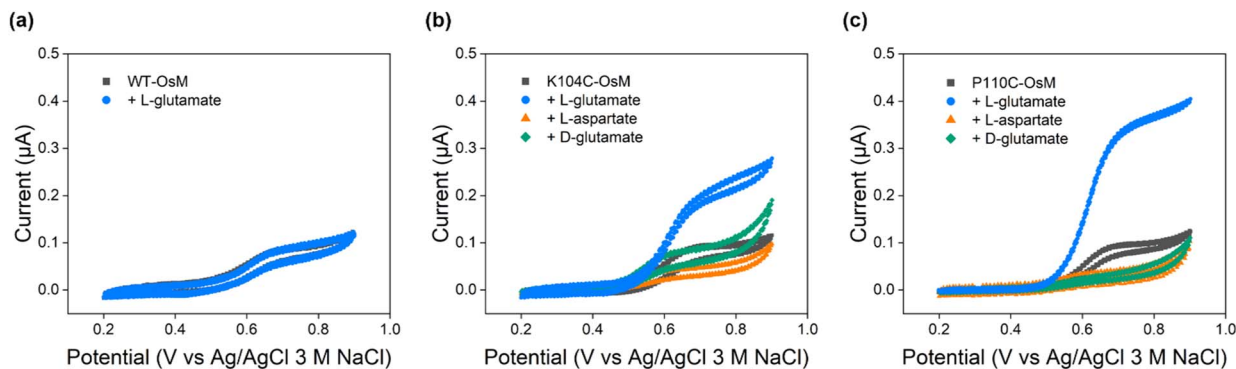 (a)
0.5
0.4
0.3
0.2
0.1
0.0
Current (μA)
WT-OsM
+ L-glutamate
0.2
0.4
0.6
0.8
1.0
Potential (V vs Ag/AgCl 3 M NaCl)
(b)
0.5
0.4
0.3
0.2
0.1
0.0
Current (μA)
K104C-OsM
+ L-glutamate
+ L-aspartate
+ D-glutamate
0.2
0.4
0.6
0.8
1.0
Potential (V vs Ag/AgCl 3 M NaCl)
(c)
0.5
0.4
0.3
0.2
0.1
0.0
Current (μA)
P110C-OsM
+ L-glutamate
+ L-aspartate
+ D-glutamate
0.2
0.4
0.6
0.8
1.0
Potential (V vs Ag/AgCl 3 M NaCl)